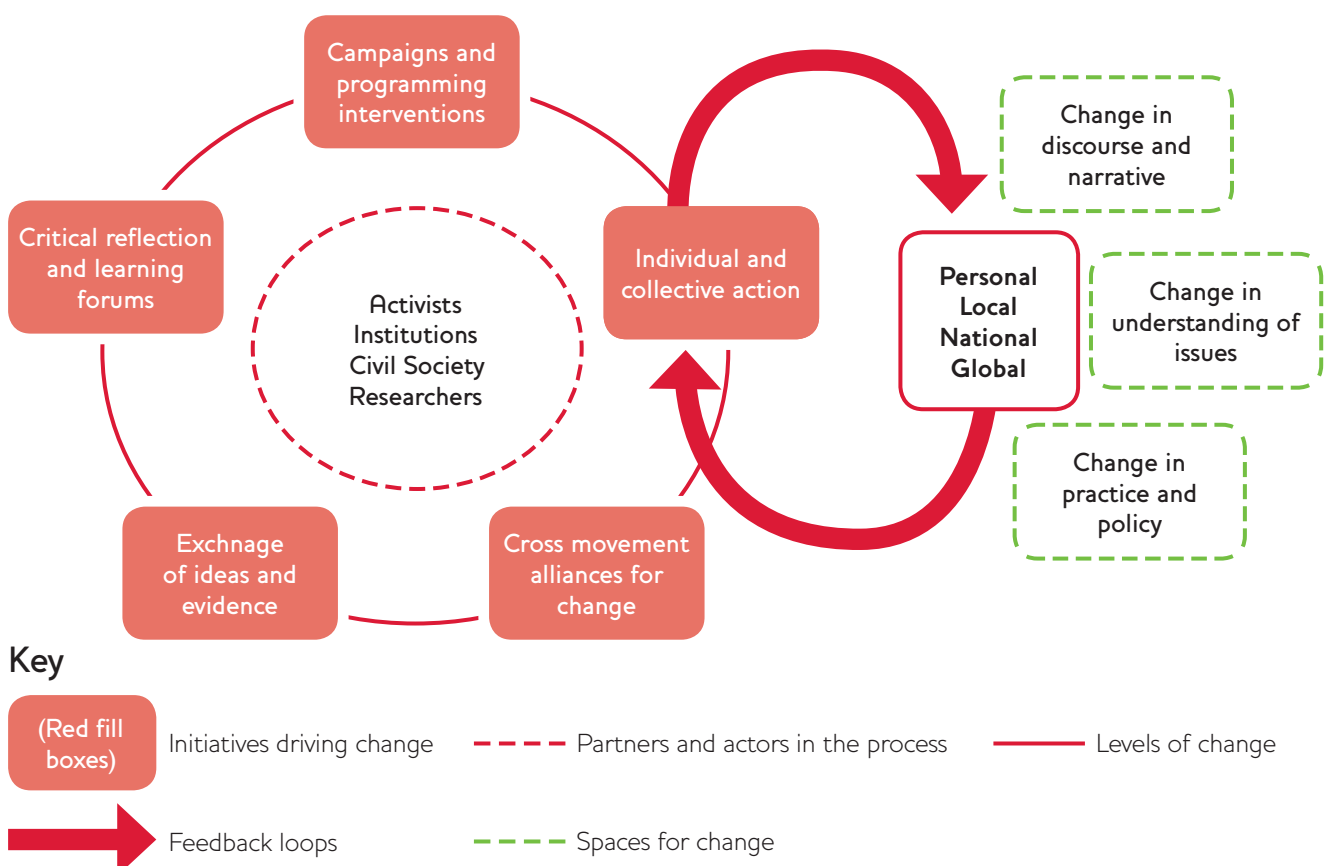 Campaigns and
programming
interventions
Critical reflection
and learning
forums
Activists
Institutions
Civil Society
Researchers
Individual and
collective action
Exchnage
of ideas and
evidence
Cross movement
alliances for
change
Personal
Local
National
Global
Change in
discourse and
narrative
Change in
understanding of
issues
Change in
practice and
policy
Key
(Red fill
boxes)
Initiatives driving change
Partners and actors in the process
Levels of change
Feedback loops
Spaces for change